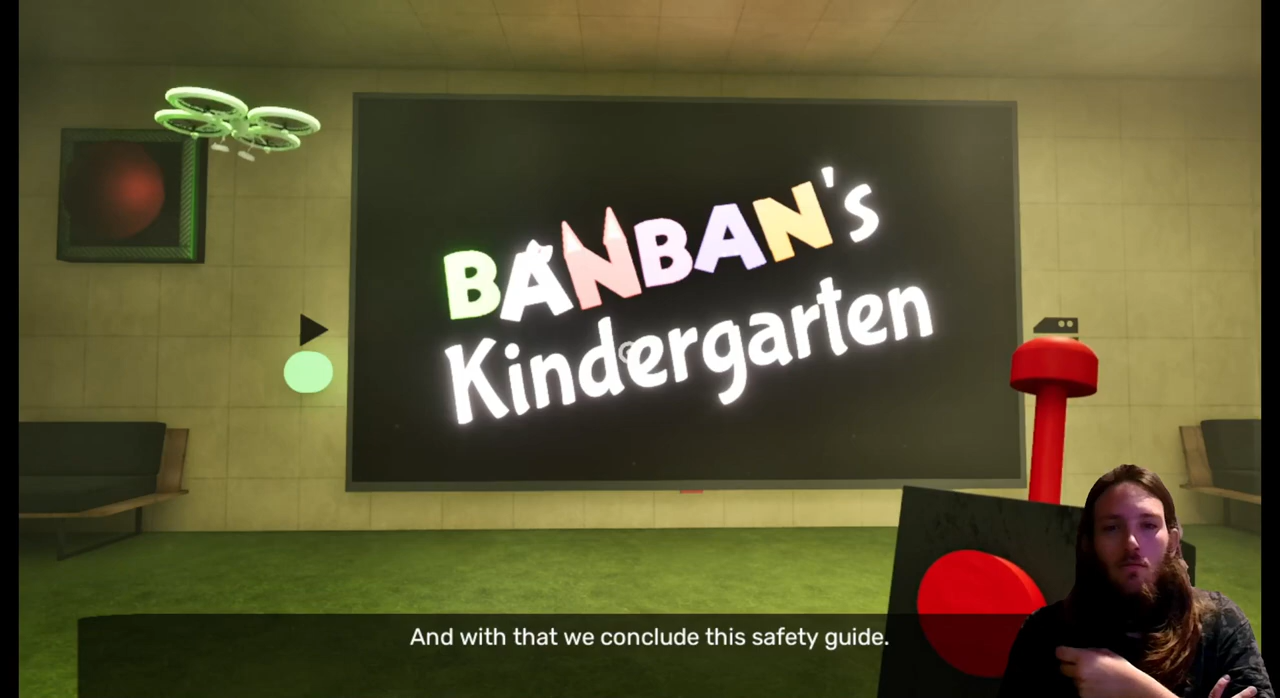 BANBAN's
Kindergarten
And with that we conclude this safety guide.